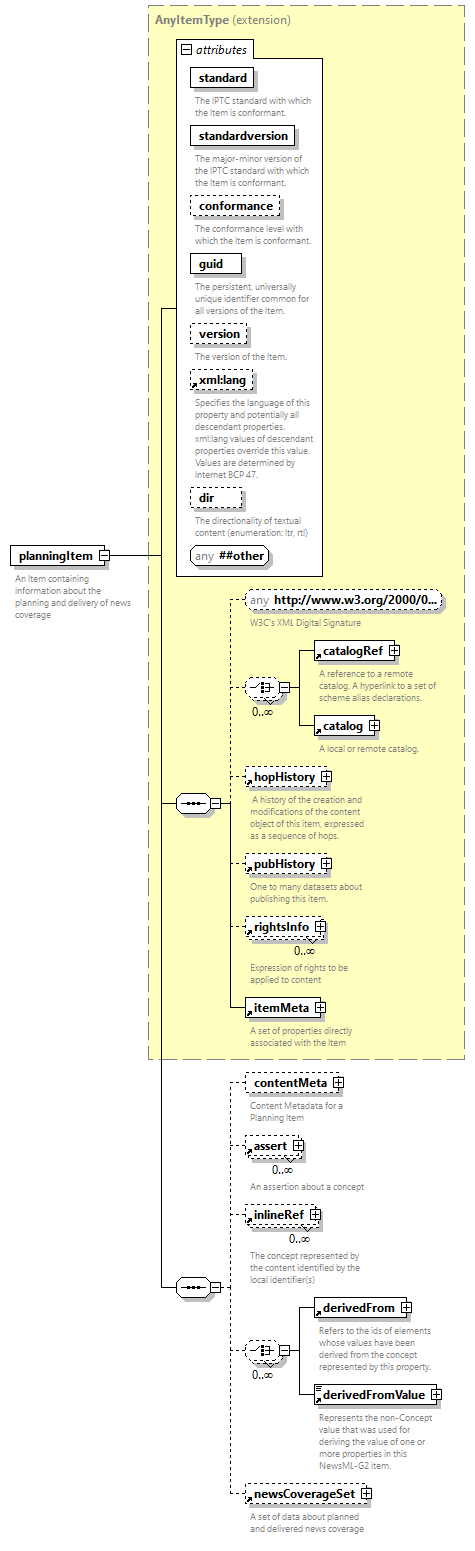 AnyItemType (extension)
attributes
standard
The IPTC standard with which
the Item is conformant.
standardversion
The major-minor version of
the IPTC standard with which
the Item is conformant.
conformance
The conformance level with
which the Item is conformant.
guid
The persistent, universally
unique identifier common for
all versions of the Item.
version
The version of the Item.
xml:lang
Specifies the language of this
property and potentially all
descendant properties.
xml:lang values of descendant
properties override this value.
Values are determined by
Internet BCP 47.
dir
The directionality of textual
content (enumeration: ltr, rtl)
any ##other
planningItem
An Item containing
information about the
planning and delivery of news
coverage
any http://www.w3.org/2000/0...
W3C's XML Digital Signature
catalogRef
A reference to a remote
catalog. A hyperlink to a set of
scheme alias declarations.
0..∞
catalog
A local or remote catalog.
hopHistory
A history of the creation and
modifications of the content
object of this item, expressed
as a sequence of hops.
pubHistory
One to many datasets about
publishing this item.
rightsInfo
0..∞
Expression of rights to be
applied to content
itemMeta
A set of properties directly
associated with the Item
contentMeta
Content Metadata for a
Planning Item
assert
0..∞
An assertion about a concept
inlineRef
0..∞
The concept represented by
the content identified by the
local identifier(s)
derivedFrom
Refers to the ids of elements
whose values have been
derived from the concept
represented by this property.
0..∞
derivedFromValue
Represents the non-Concept
value that was used for
deriving the value of one or
more properties in this
NewsML-G2 item.
newsCoverageSet
A set of data about planned
and delivered news coverage